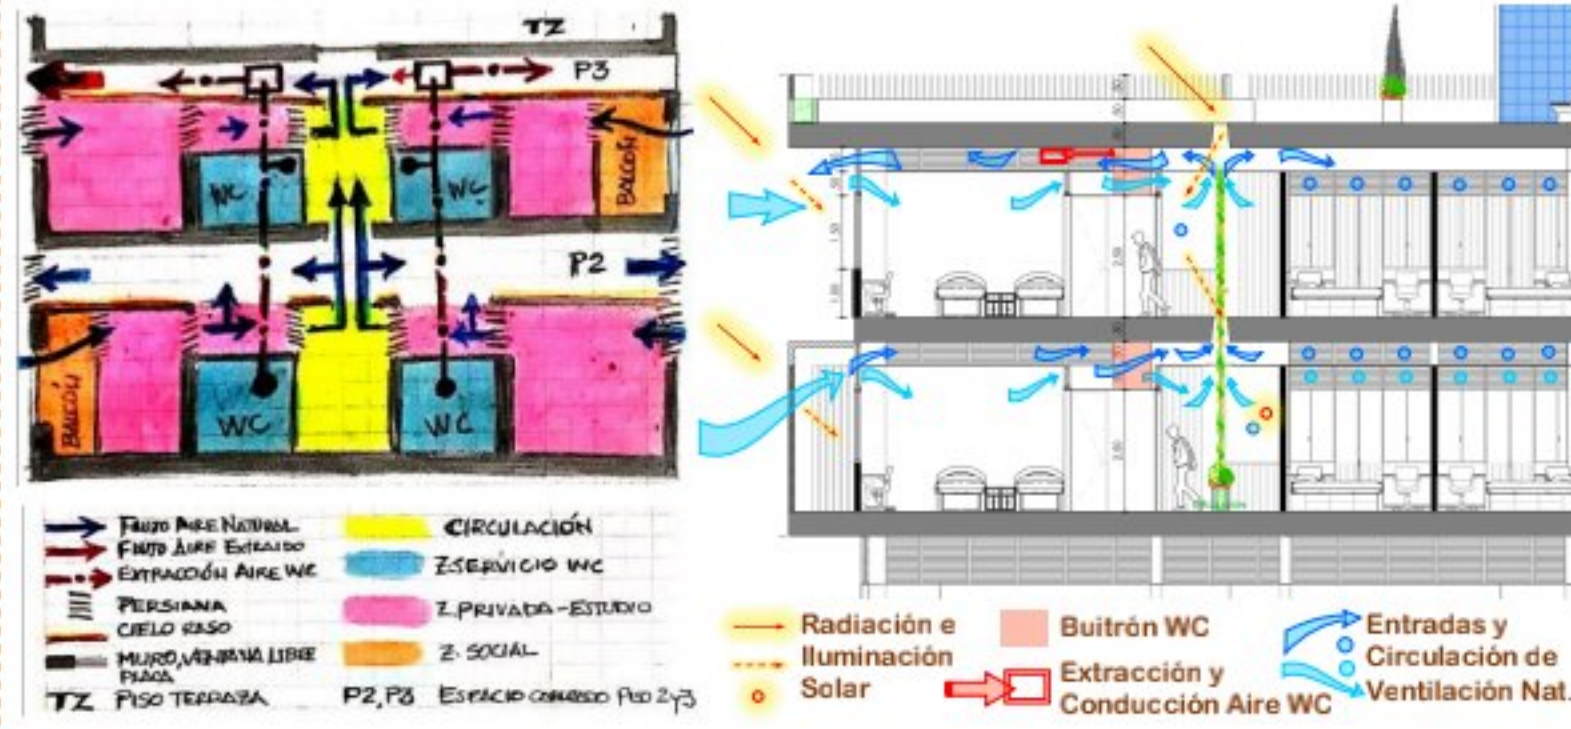 TZ
P3
BALCÓN
WC
WC
P2
BALCÓN
WC
WC
FLUJO AIRE NATURAL
FLUJO AIRE EXTRAIDO
EXTRACCIÓN AIRE WC
PERSIANA
CIELO RASO
MURO, VENTANA LIBRE
PLACA
TZ PISO TERRAZA
CIRCULACIÓN
Z.SERVICIO WC
Z.PRIVADA-ESTUDIO
Z. SOCIAL
P2, P3 ESPACIO PISO 2y3
Radiación e
Iluminación
Solar
Buitrón WC
Extracción y
Conducción Aire WC
Entradas y
Circulación de
Ventilación Nat.